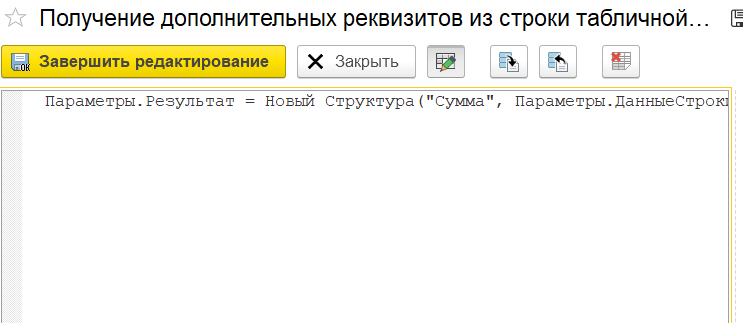 Получение дополнительных реквизитов из строки табличной...
Завершить редактирование
Закрыть
Параметры.Результат = Новый Структура("Сумма", Параметры.ДанныеСтроки